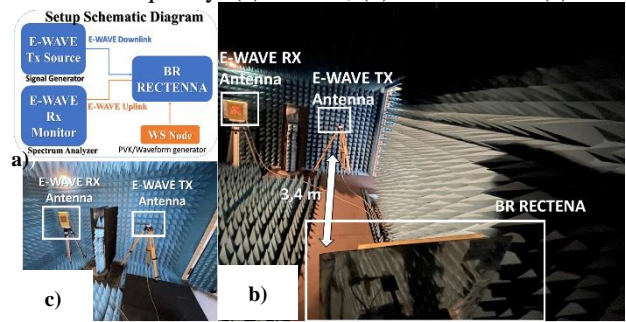 Setup Schematic Diagram
E-WAVE
Tx Source
Signal Generator
E-WAVE Downlink
BR
RECTENNA
E-WAVE
Rx
Monitor
Spectrum Analyzer
E-WAVE Uplink
WS Node
PVK/Waveform generator
a)
E-WAVE RX
Antenna
E-WAVE TX
Antenna
c)
E-WAVE RX
Antenna
E-WAVE TX
Antenna
3,4 m
BR RECTENA
b)